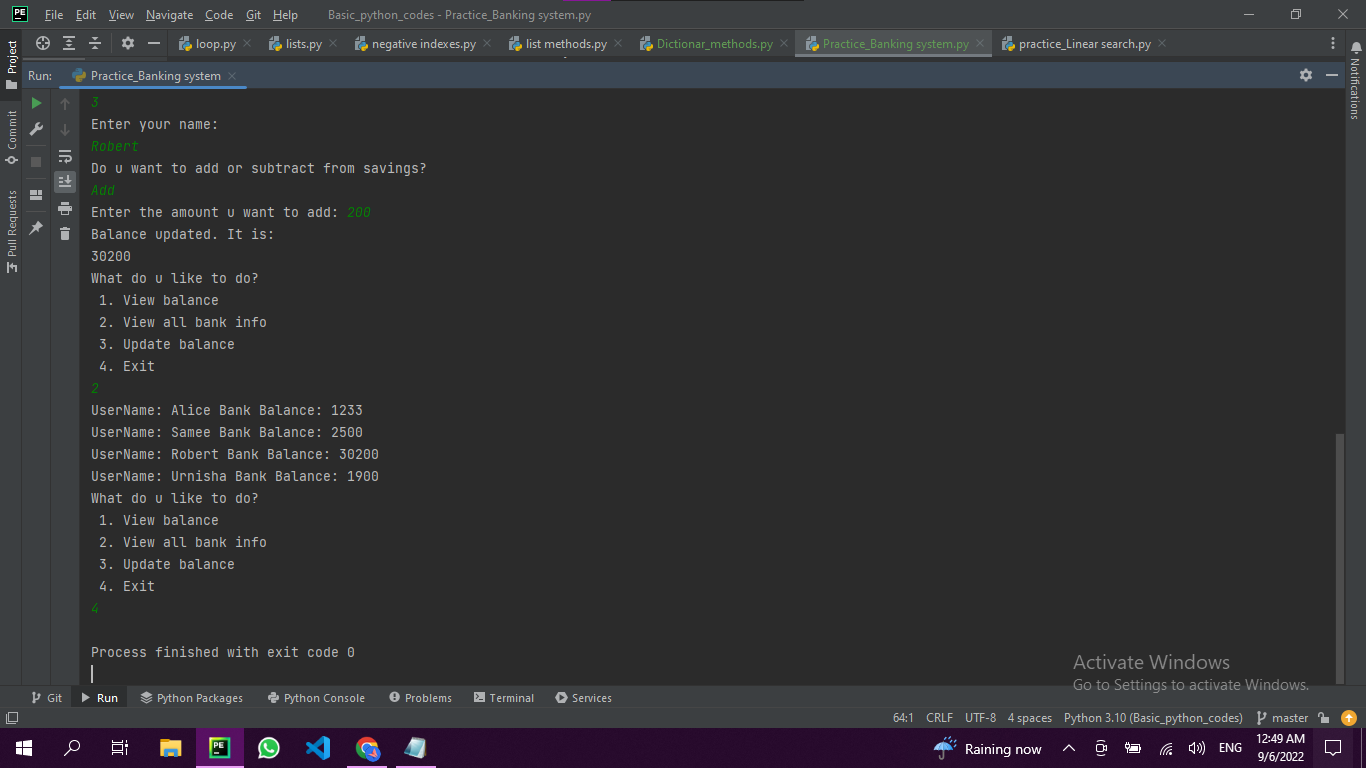 PE File Edit View Navigate Code Git Help Basic_python_codes - Practice_Banking system.py
loop.py lists.py negative indexes.py list methods.py Dictionar_methods.py Practice_Banking system.py practice_Linear search.py
Project
Commit
Pull Requests
Notifications
Run: Practice_Banking system
3
Enter your name:
Robert
Do u want to add or subtract from savings?
Add
Enter the amount u want to add: 200
Balance updated. It is:
30200
What do u like to do?
1. View balance
2. View all bank info
3. Update balance
4. Exit
2
UserName: Alice Bank Balance: 1233
UserName: Samee Bank Balance: 2500
UserName: Robert Bank Balance: 30200
UserName: Urnisha Bank Balance: 1900
What do u like to do?
1. View balance
2. View all bank info
3. Update balance
4. Exit
4
Process finished with exit code 0
Activate Windows
Go to Settings to activate Windows.
Git Run Python Packages Python Console Problems Terminal Services
64:1 CRLF UTF-8 4 spaces Python 3.10 (Basic_python_codes) master
PE Raining now ENG 12:49 AM
9/6/2022